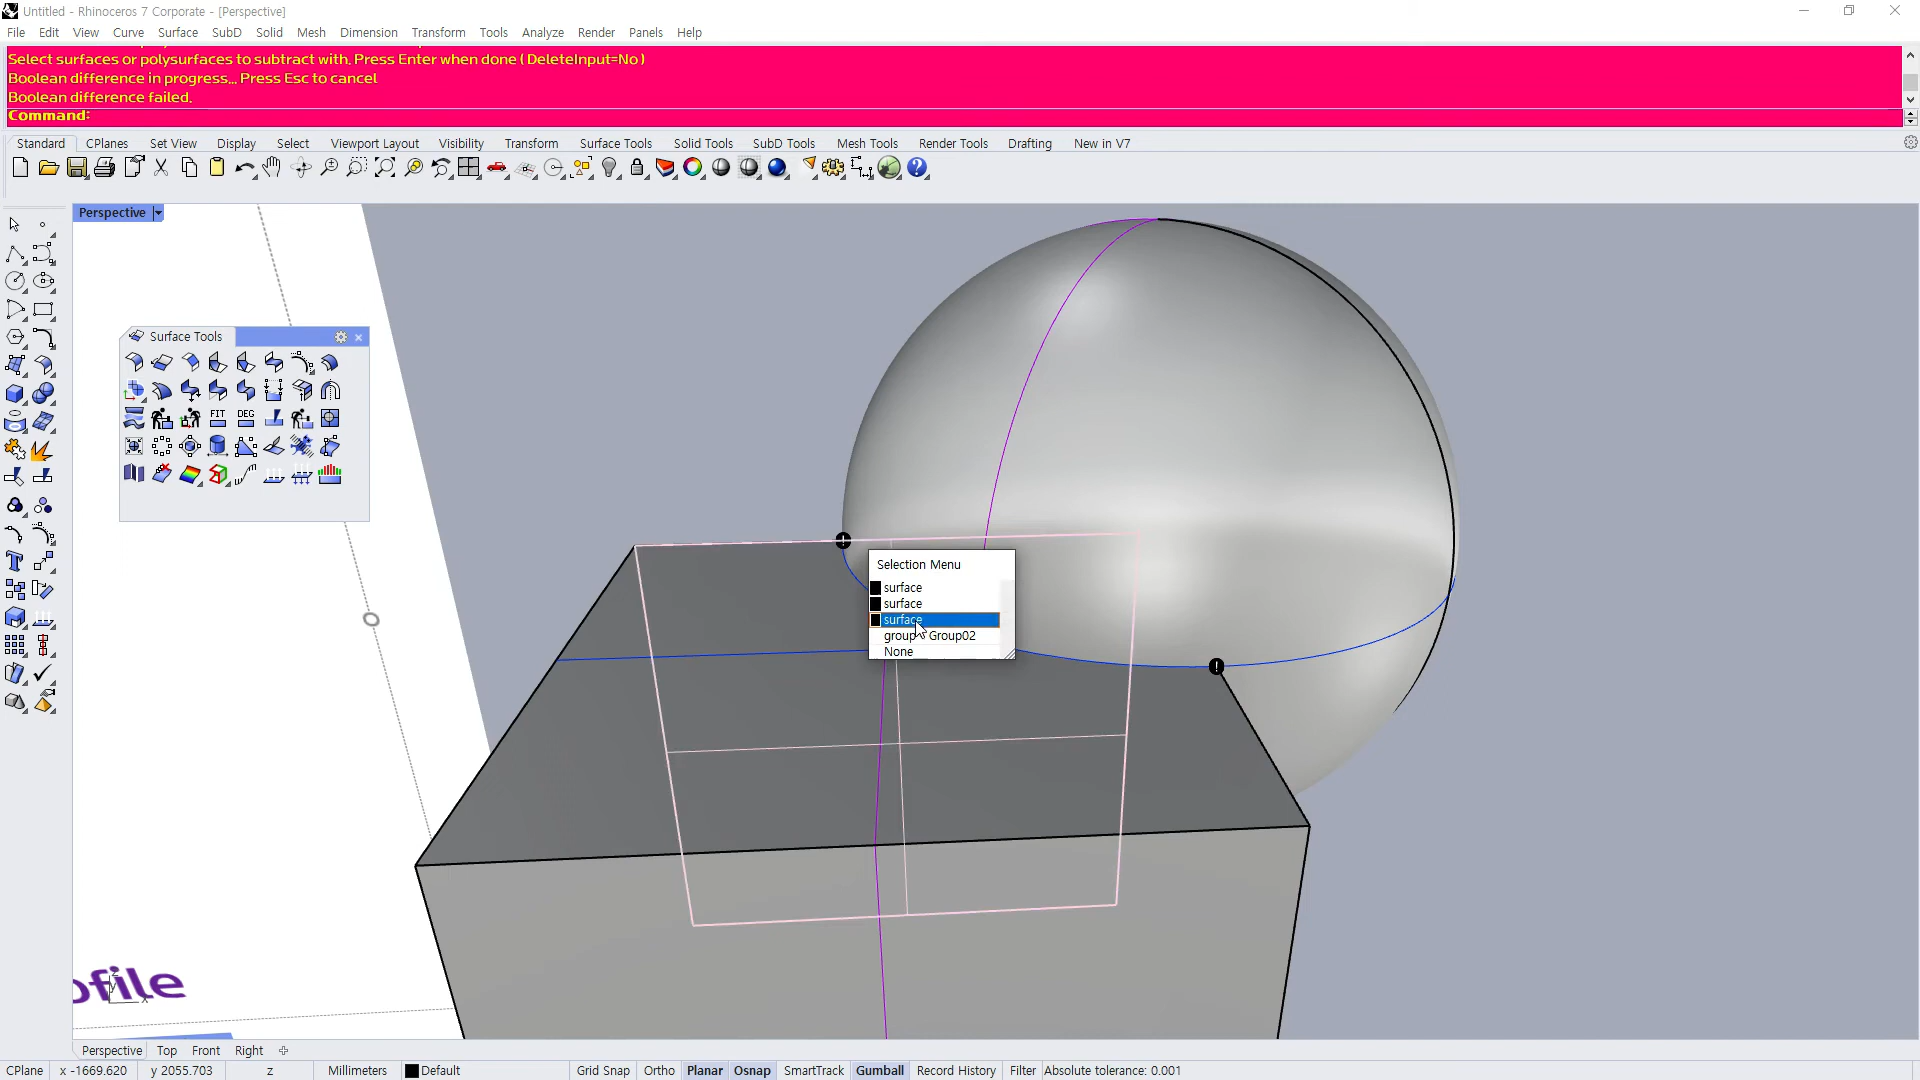 Untitled - Rhinoceros 7 Corporate - [Perspective]
File Edit View Curve Surface SubD Solid Mesh Dimension Transform Tools Analyze Render Panels Help
Select surfaces or polysurfaces to subtract with. Press Enter when done ( DeleteInput=No )
Boolean difference in progress... Press Esc to cancel
Boolean difference failed.
Command:
Standard CPlanes Set View Display Select Viewport Layout Visibility Transform Surface Tools Solid Tools SubD Tools Mesh Tools Render Tools Drafting New in V7
Perspective
Surface Tools
FIT DEG
Selection Menu
surface
surface
surface
Group02
None
ofile
z
y
x
Perspective Top Front Right
CPlane x -1669.620 y 2055.703 z Millimeters Default Grid Snap Ortho Planar Osnap SmartTrack Gumball Record History Filter Absolute tolerance: 0.001